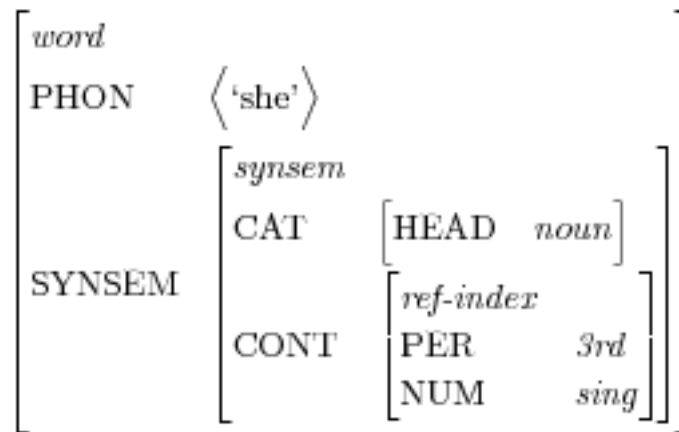 word
PHON ⟨‘she’⟩
synsem
CAT [HEAD noun]
SYNSEM
ref-index
CONT PER 3rd
NUM sing